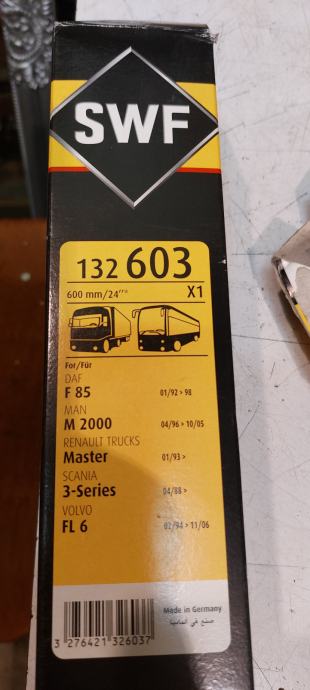 SWF
132 603
600 mm/24"* X1
For/Für
DAF
F 85 01/92 > 98
MAN
M 2000 04/96 > 10/05
RENAULT TRUCKS
Master 01/93 >
SCANIA
3-Series 04/88 >
VOLVO
FL 6 02/94 > 11/06
Made in Germany
صنع في ألمانيا
3 276421 326037